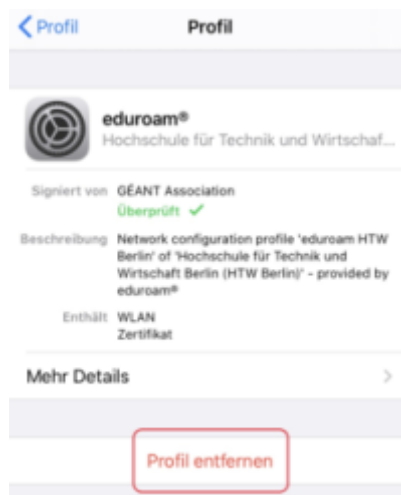 Profil Profil
eduroam®
Hochschule für Technik und Wirtschaf...
Signiert von GÉANT Association
Überprüft ✓
Beschreibung Network configuration profile 'eduroam HTW
Berlin' of 'Hochschule für Technik und
Wirtschaft Berlin (HTW Berlin)' - provided by
eduroam®
Enthält WLAN
Zertifikat
Mehr Details
Profil entfernen